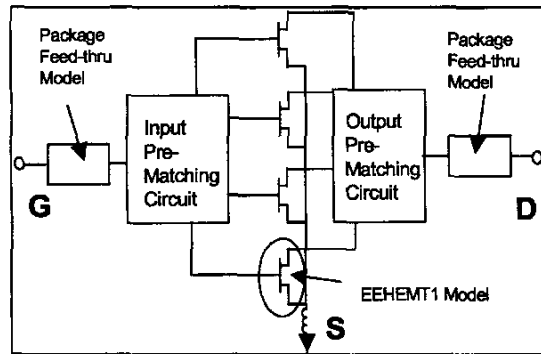 Package
Feed-thru
Model
Package
Feed-thru
Model
Input
Pre-
Matching
Circuit
Output
Pre-
Matching
Circuit
G
D
EEHEMT1 Model
S